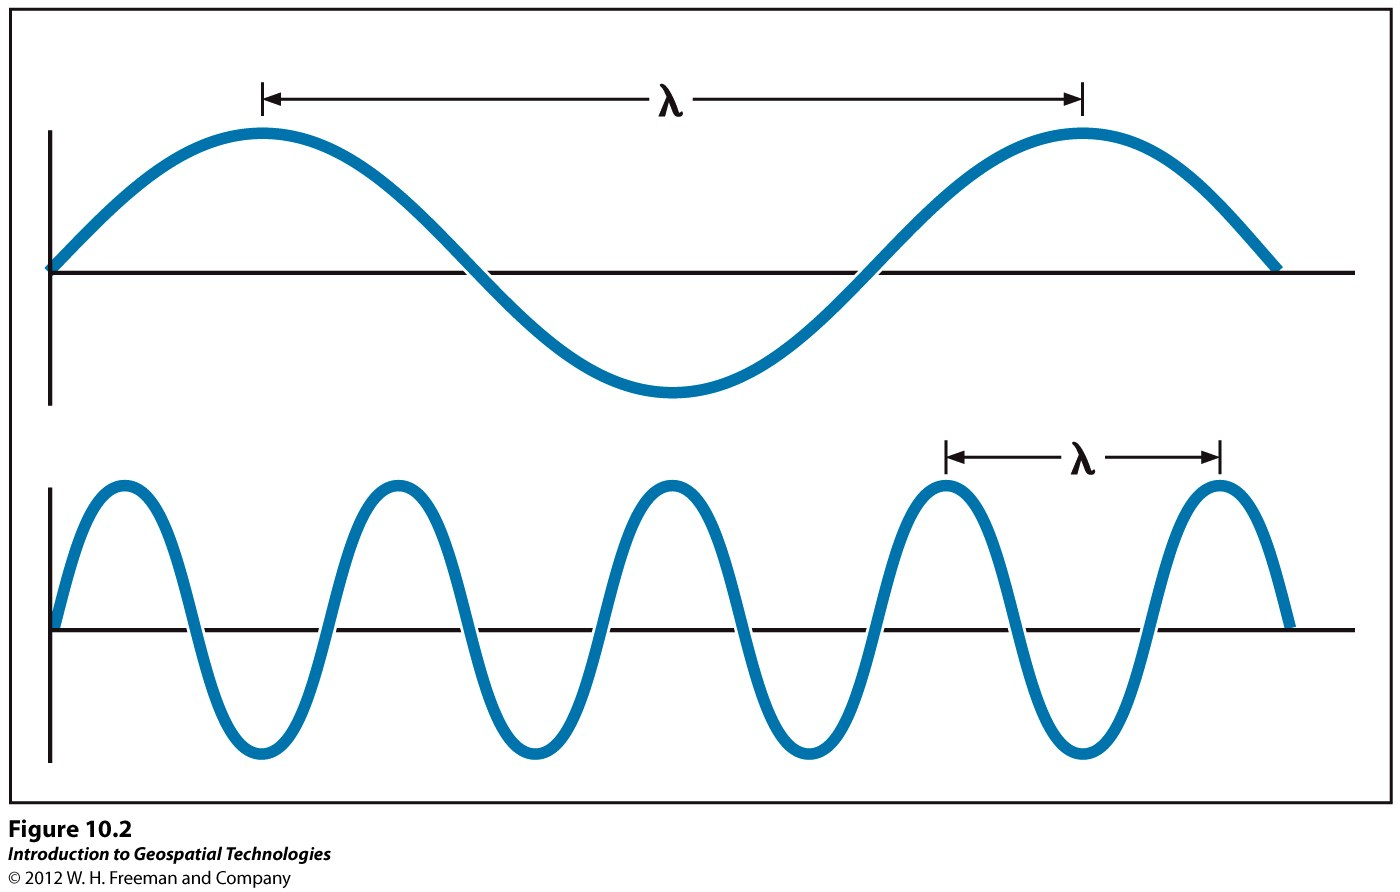 λ
λ
Figure 10.2
Introduction to Geospatial Technologies
© 2012 W. H. Freeman and Company